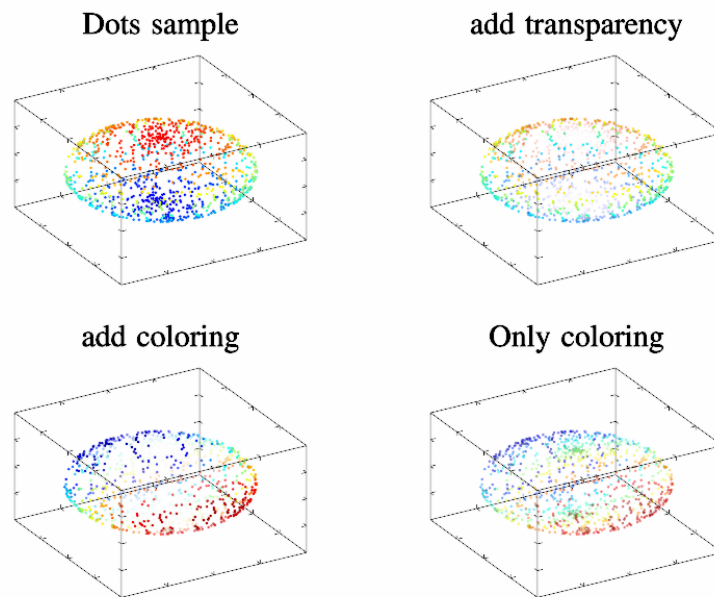 Dots sample
add transparency
add coloring
Only coloring